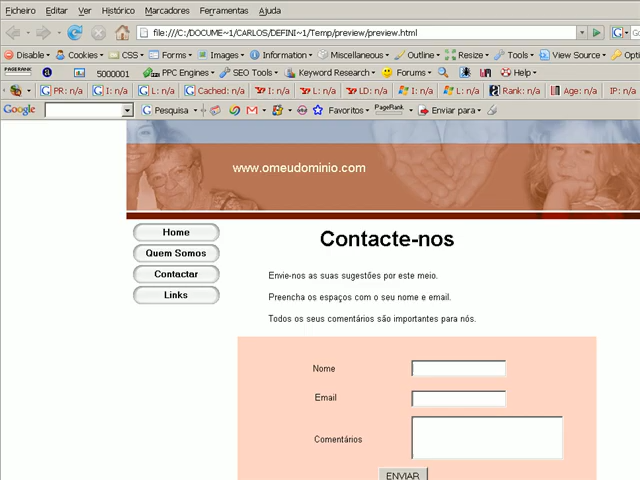 Ficheiro Editar Ver Histórico Marcadores Ferramentas Ajuda
file:///C:/DOCUME~1/CARLOS/DEFINI~1/Temp/preview/preview.html
Disable Cookies CSS Forms Images Information Miscellaneous Outline Resize Tools View Source
PAGERANK 5000001 PPC Engines SEO Tools Keyword Research Forums Help
PR: n/a I: n/a L: n/a Cached: n/a I: n/a L: n/a LD: n/a I: n/a L: n/a Rank: n/a Age: n/a IP: n/a
Google Pesquisa Favoritos PageRank Enviar para
www.omeudominio.com
Home
Quem Somos
Contactar
Links
Contacte-nos
Envie-nos as suas sugestões por este meio.
Preencha os espaços com o seu nome e email.
Todos os seus comentários são importantes para nós.
Nome
Email
Comentários
ENVIAR